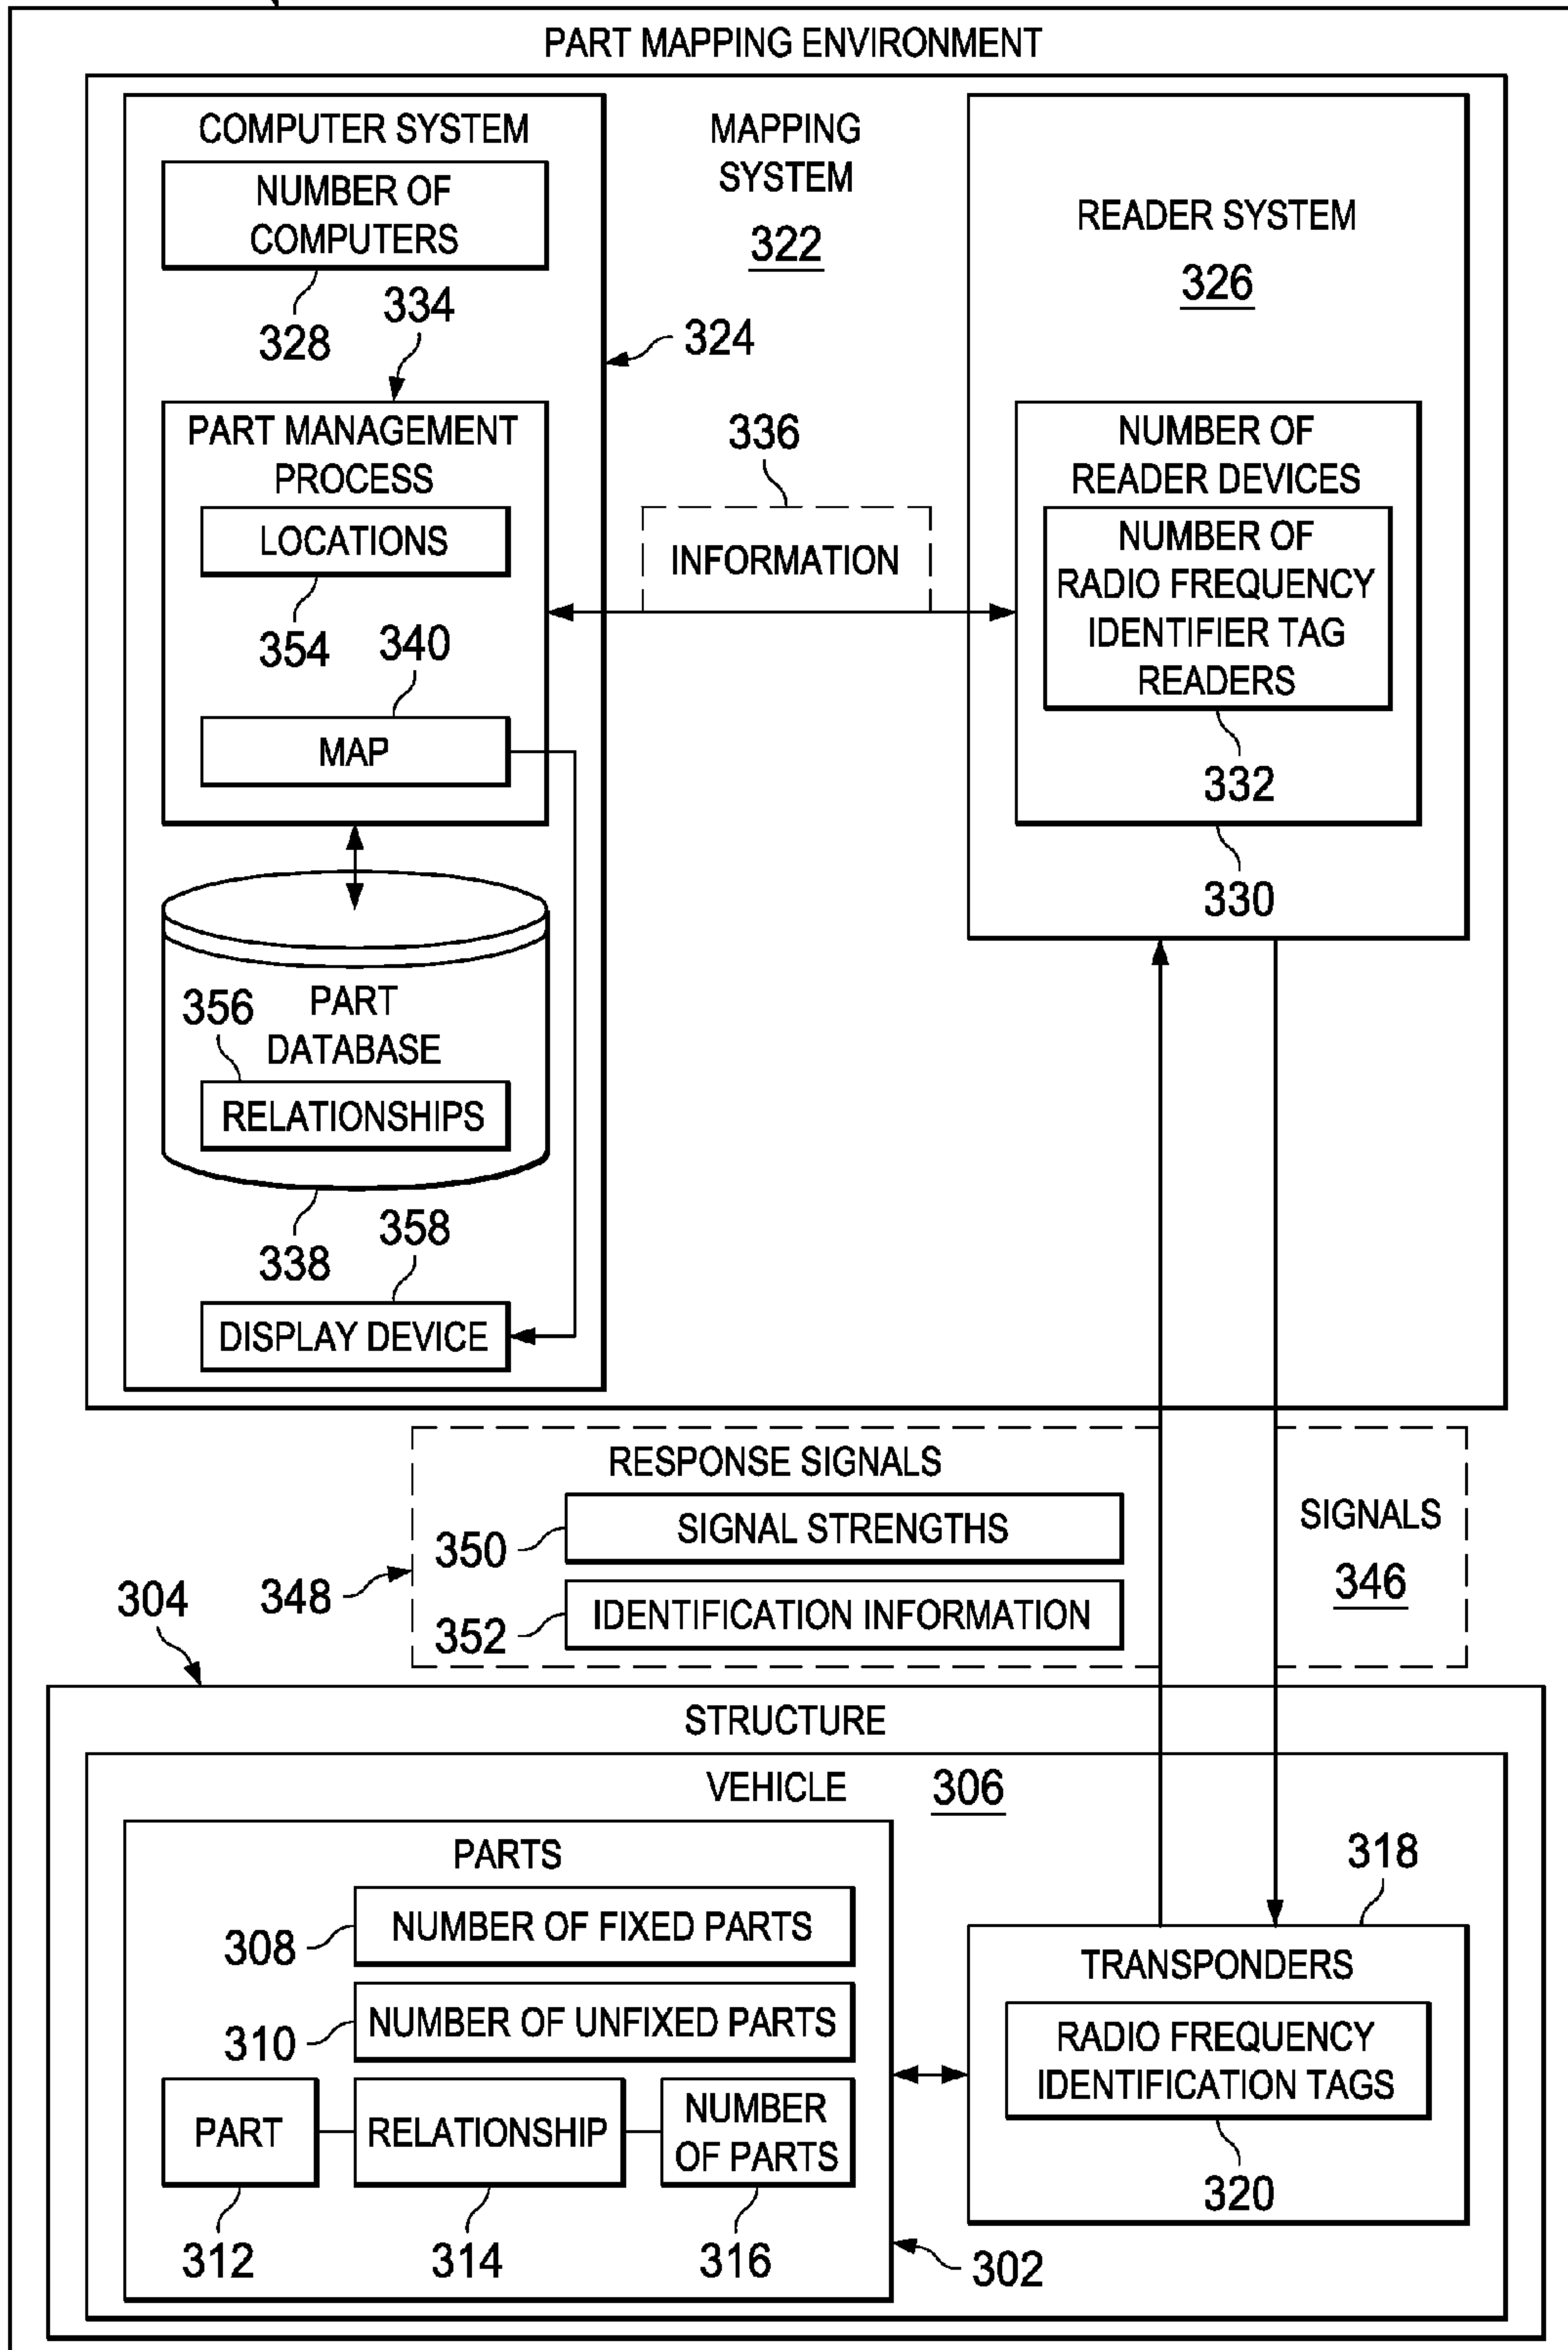 PART MAPPING ENVIRONMENT
COMPUTER SYSTEM
NUMBER OF
COMPUTERS
328
334
324
PART MANAGEMENT
PROCESS
LOCATIONS
354
340
MAP
356
PART
DATABASE
RELATIONSHIPS
338
358
DISPLAY DEVICE
MAPPING
SYSTEM
322
336
INFORMATION
READER SYSTEM
326
NUMBER OF
READER DEVICES
NUMBER OF
RADIO FREQUENCY
IDENTIFIER TAG
READERS
332
330
RESPONSE SIGNALS
SIGNAL STRENGTHS
350
348
IDENTIFICATION INFORMATION
352
SIGNALS
346
304
STRUCTURE
VEHICLE
306
PARTS
NUMBER OF FIXED PARTS
308
NUMBER OF UNFIXED PARTS
310
PART
RELATIONSHIP
NUMBER
OF PARTS
312
314
316
302
318
TRANSPONDERS
RADIO FREQUENCY
IDENTIFICATION TAGS
320